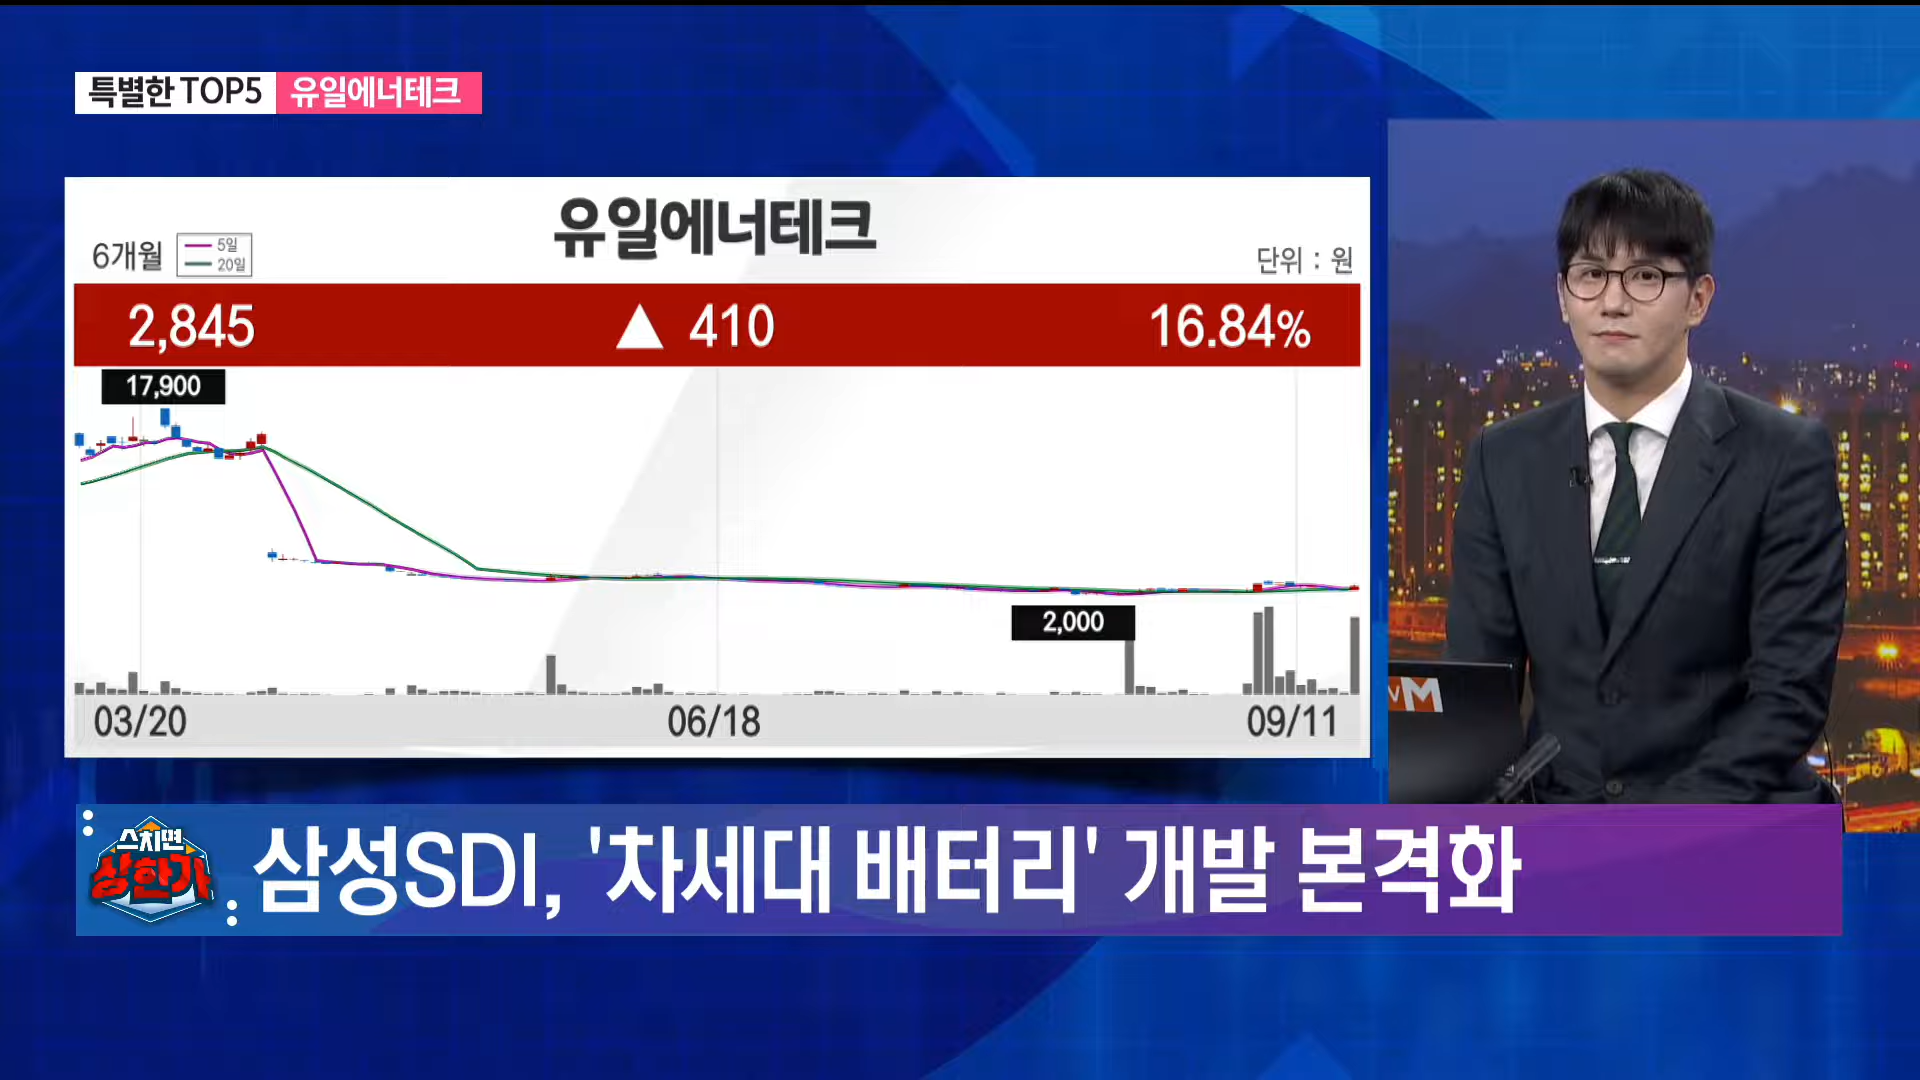 특별한 TOP5 유일에너테크
유일에너테크
6개월
5일
20일
단위 : 원
2,845 ▲ 410 16.84%
17,900
2,000
03/20 06/18 09/11
스치면
상한가
삼성SDI, '차세대 배터리' 개발 본격화